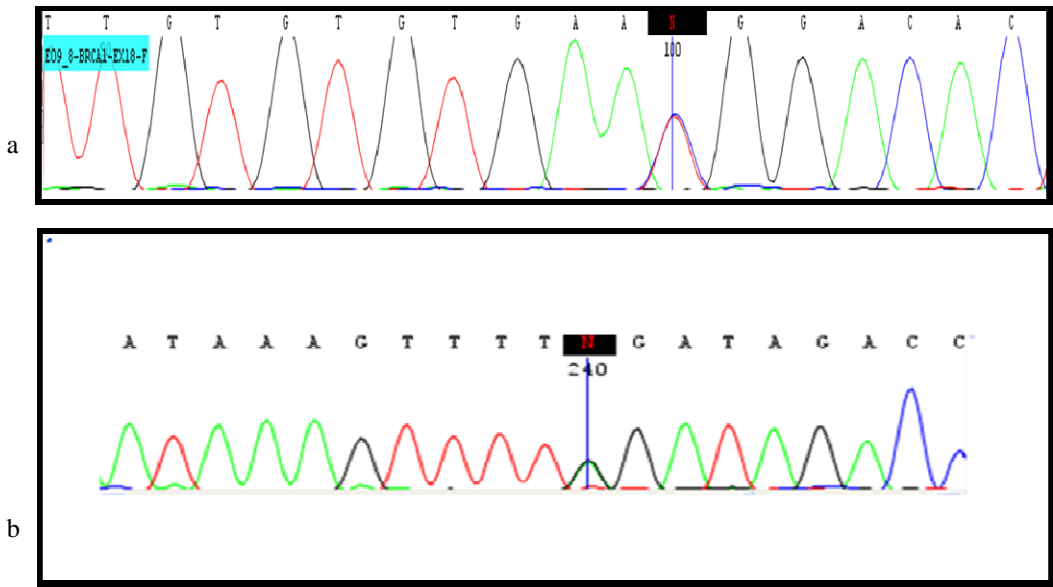 T T G T G T G T G A A N G G A C A C
E09_8-BRCA1-EX18-F
100
a
A T A A A G T T T T N G A T A G A C C
240
b